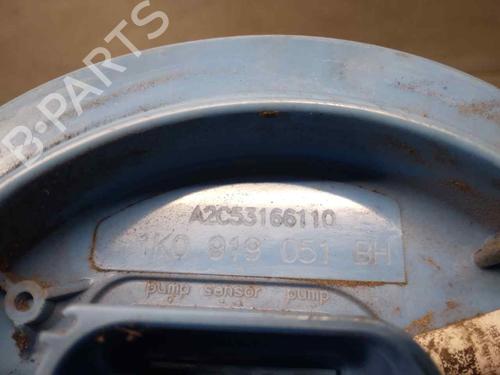 B-PARTS
A2C53166110
1K0 919 051 BH
pump sensor pump